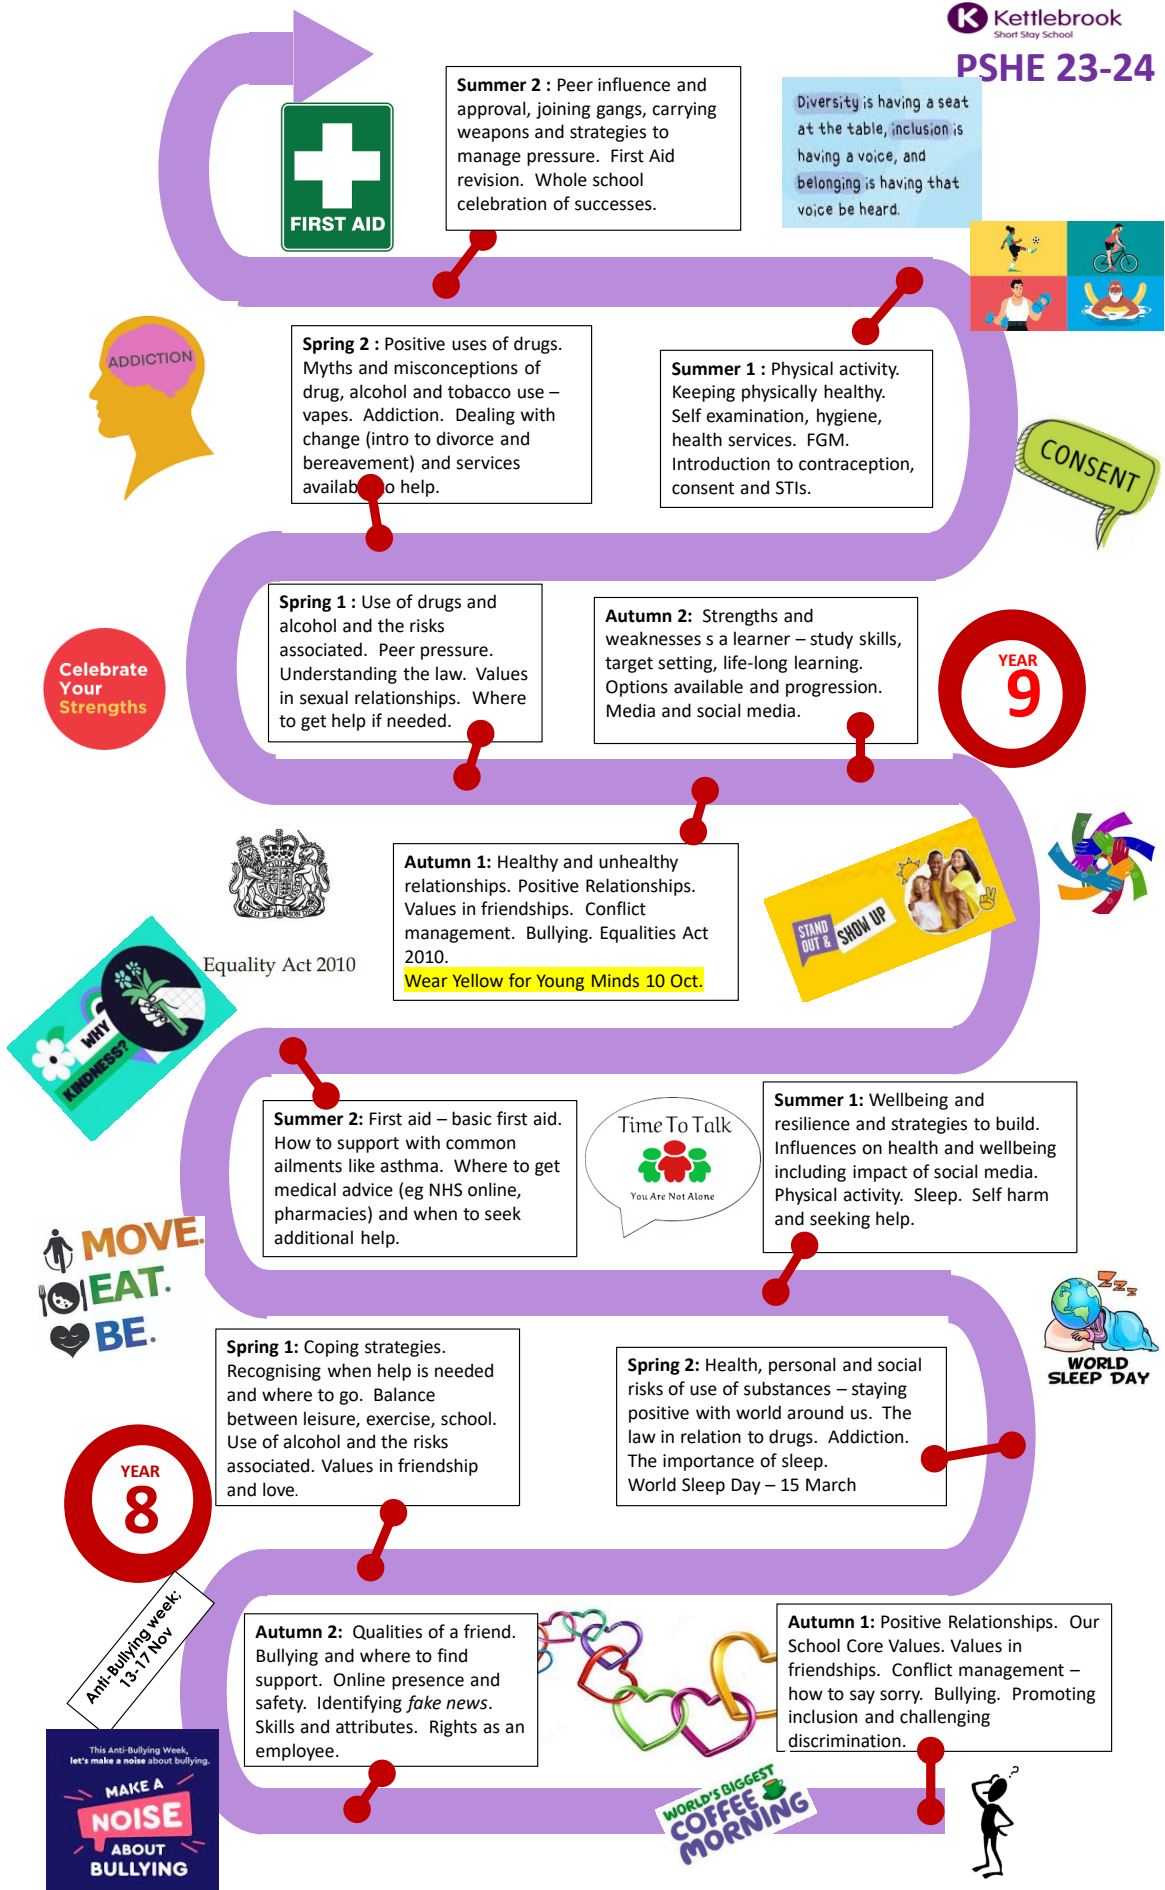 Kettlebrook
Short Stay School
PSHE 23-24
Summer 2 : Peer influence and
approval, joining gangs, carrying
weapons and strategies to
manage pressure.  First Aid
revision.  Whole school
celebration of successes.
Diversity is having a seat
at the table, inclusion is
having a voice, and
belonging is having that
voice be heard.
FIRST AID
ADDICTION
Spring 2 : Positive uses of drugs.
Myths and misconceptions of
drug, alcohol and tobacco use –
vapes.  Addiction.  Dealing with
change (intro to divorce and
bereavement) and services
availab o help.
Summer 1 : Physical activity.
Keeping physically healthy.
Self examination, hygiene,
health services.  FGM.
Introduction to contraception,
consent and STIs.
CONSENT
Spring 1 : Use of drugs and
alcohol and the risks
associated.  Peer pressure.
Understanding the law.  Values
in sexual relationships.  Where
to get help if needed.
Autumn 2:  Strengths and
weaknesses s a learner – study skills,
target setting, life-long learning.
Options available and progression.
Media and social media.
YEAR
9
Celebrate
Your
Strengths
Autumn 1: Healthy and unhealthy
relationships. Positive Relationships.
Values in friendships.  Conflict
management.  Bullying. Equalities Act
2010.
Wear Yellow for Young Minds 10 Oct.
STAND
OUT &
SHOW UP
Equality Act 2010
WHY
KINDNESS?
Summer 2: First aid – basic first aid.
How to support with common
ailments like asthma.  Where to get
medical advice (eg NHS online,
pharmacies) and when to seek
additional help.
Time To Talk
You Are Not Alone
Summer 1: Wellbeing and
resilience and strategies to build.
Influences on health and wellbeing
including impact of social media.
Physical activity.  Sleep.  Self harm
and seeking help.
MOVE.
EAT.
BE.
ZZZ
WORLD
SLEEP DAY
Spring 1: Coping strategies.
Recognising when help is needed
and where to go.  Balance
between leisure, exercise, school.
Use of alcohol and the risks
associated. Values in friendship
and love.
Spring 2: Health, personal and social
risks of use of substances – staying
positive with world around us.  The
law in relation to drugs.  Addiction.
The importance of sleep.
World Sleep Day – 15 March
YEAR
8
Anti-Bullying week;
13-17 Nov
Autumn 2:  Qualities of a friend.
Bullying and where to find
support.  Online presence and
safety.  Identifying fake news.
Skills and attributes.  Rights as an
employee.
Autumn 1: Positive Relationships.  Our
School Core Values. Values in
friendships.  Conflict management –
how to say sorry.  Bullying.  Promoting
inclusion and challenging
discrimination.
This Anti-Bullying Week,
let's make a noise about bullying.
MAKE A
NOISE
ABOUT
BULLYING
WORLD'S BIGGEST
COFFEE
MORNING
?